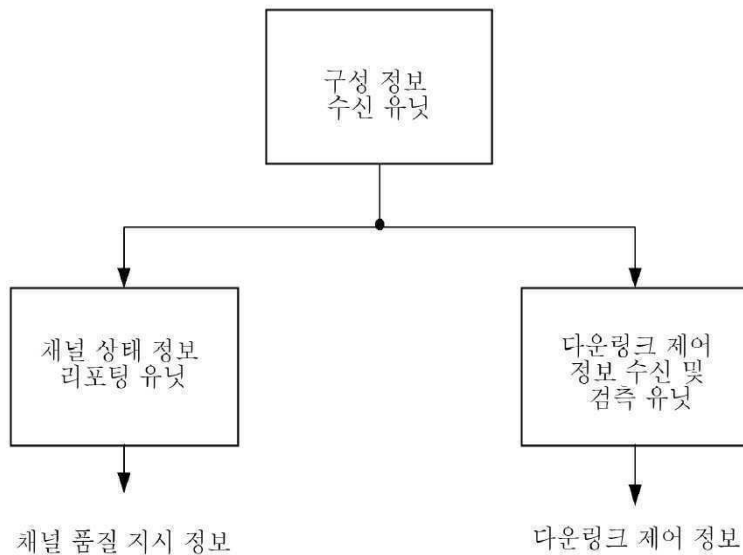 구성 정보
수신 유닛
채널 상태 정보
리포팅 유닛
다운링크 제어
정보 수신 및
검측 유닛
채널 품질 지시 정보
다운링크 제어 정보